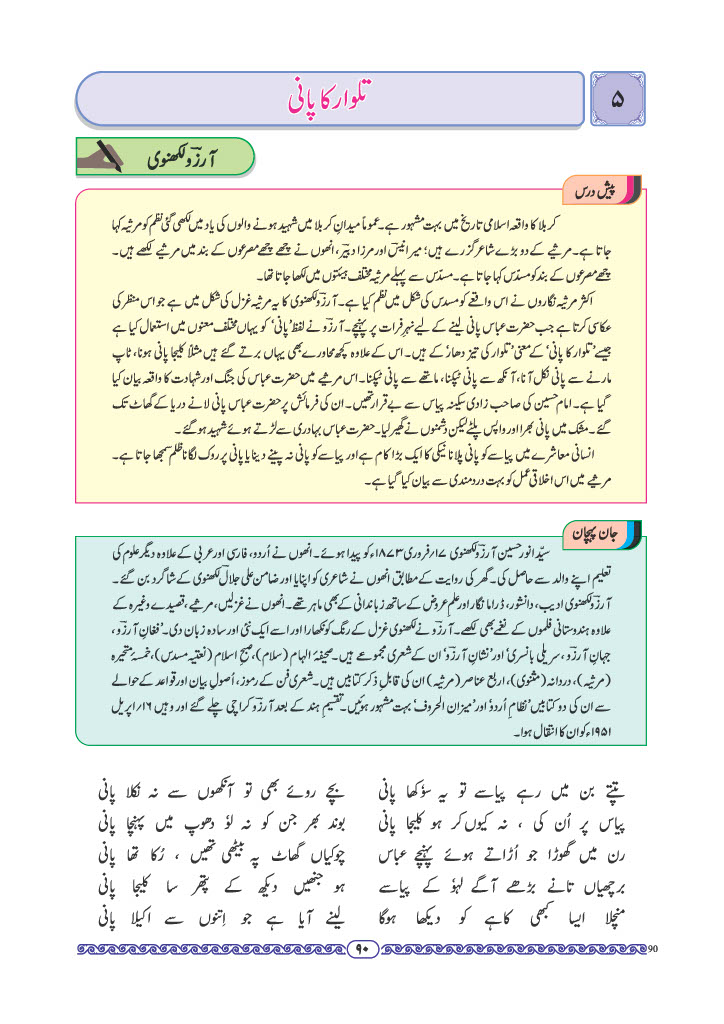 ۵
تلوار کا پانی
آرزوؔ لکھنوی
پیش درس
کربلا کا واقعہ اسلامی تاریخ میں بہت مشہور ہے۔ عموماً میدانِ کربلا میں شہید ہونے والوں کی یاد میں لکھی گئی نظم کو مرثیہ کہا
جاتا ہے۔ مرثیے کے دو بڑے شاعر گزرے ہیں؛ میر انیسؔ اور مرزا دبیرؔ، انھوں نے چھے چھے مصرعوں کے بند میں مرثیے لکھے ہیں۔
چھے مصرعوں کے بند کو مسدّس کہا جاتا ہے۔ مسدّس سے پہلے مرثیہ مختلف ہیئتوں میں لکھا جاتا تھا۔
اکثر مرثیہ نگاروں نے اس واقعے کو مسدس کی شکل میں نظم کیا ہے۔ آرزوؔ لکھنوی کا یہ مرثیہ غزل کی شکل میں ہے جو اس منظر کی
عکاسی کرتا ہے جب حضرت عباس پانی لینے کے لیے نہرِ فرات پر پہنچے۔ آرزوؔ نے لفظ ’پانی‘ کو یہاں مختلف معنوں میں استعمال کیا ہے
جیسے ’تلوار کا پانی‘ کے معنی ’تلوار کی تیز دھار‘ کے ہیں۔ اس کے علاوہ کچھ محاورے بھی یہاں برتے گئے ہیں مثلاً کلیجا پانی ہونا، ٹاپ
مارنے سے پانی نکل آنا، آنکھ سے پانی ٹپکنا، ماتھے سے پانی ٹپکنا۔ اس مرثیے میں حضرت عباس کی جنگ اور شہادت کا واقعہ بیان کیا
گیا ہے۔ امام حسین کی صاحب زادی سکینہ پیاس سے بے قرار تھیں۔ ان کی فرمائش پر حضرت عباس پانی لانے دریا کے گھاٹ تک
گئے۔ مشک میں پانی بھرا اور واپس پلٹے لیکن دشمنوں نے گھیر لیا۔ حضرت عباس بہادری سے لڑتے ہوئے شہید ہوگئے۔
انسانی معاشرے میں پیاسے کو پانی پلانا نیکی کا ایک بڑا کام ہے اور پیاسے کو پانی نہ پینے دینا یا پانی پر روک لگانا ظلم سمجھا جاتا ہے۔
مرثیے میں اس اخلاقی عمل کو بہت دردمندی سے بیان کیا گیا ہے۔
جان پہچان
سیّد انور حسین آرزوؔ لکھنوی ۱۷؍فروری ۱۸۷۳ء کو پیدا ہوئے۔ انھوں نے اُردو، فارسی اور عربی کے علاوہ دیگر علوم کی
تعلیم اپنے والد سے حاصل کی۔ گھر کی روایت کے مطابق انھوں نے شاعری کو اپنایا اور ضامن علی جلالؔ لکھنوی کے شاگرد بن گئے۔
آرزوؔ لکھنوی ادیب، دانشور، ڈراما نگار اور علمِ عروض کے ساتھ زباندانی کے بھی ماہر تھے۔ انھوں نے غزلیں، مرثیے، قصیدے وغیرہ کے
علاوہ ہندوستانی فلموں کے نغمے بھی لکھے۔ آرزوؔ نے لکھنوی غزل کے رنگ کو نکھارا اور اسے ایک نئی اور سادہ زبان دی۔ ’فغانِ آرزوؔ،
جہانِ آرزوؔ، سریلی بانسری‘ اور ’نشانِ آرزوؔ‘ ان کے شعری مجموعے ہیں۔ صحیفۂ الہام (سلام)، صبحِ اسلام (نعتیہ مسدس)، خمسۂ متحیرہ
(مرثیہ)، دردانہ (مثنوی)، اربع عناصر (مرثیہ) ان کی قابلِ ذکر کتابیں ہیں۔ شعری فن کے رموز، اُصولِ بیان اور قواعد کے حوالے
سے ان کی دو کتابیں ’نظامِ اردو‘ اور ’میزان الحروف‘ بہت مشہور ہوئیں۔ تقسیمِ ہند کے بعد آرزوؔ کراچی چلے گئے اور وہیں ۱۶؍اپریل
۱۹۵۱ء کو ان کا انتقال ہوا۔
تپتے بن میں رہے پیاسے تو یہ سوٗکھا پانی بچے روئے بھی تو آنکھوں سے نہ نکلا پانی
پیاس پر اُن کی ، نہ کیوں کر ہو کلیجا پانی بوند بھر جن کو نہ لوٗ دھوپ میں پہنچا پانی
رن میں گھوڑا جو اُڑاتے ہوئے پہنچے عباس چوکیاں گھاٹ پہ بیٹھی تھیں ، رُکا تھا پانی
برچھیاں تانے بڑھے آگے لہوٗ کے پیاسے ہو جنھیں دیکھ کے پتھر سا کلیجا پانی
منچلا ایسا کبھی کاہے کو دیکھا ہوگا لینے آیا ہے جو اِتنوں سے اکیلا پانی
۹۰
90